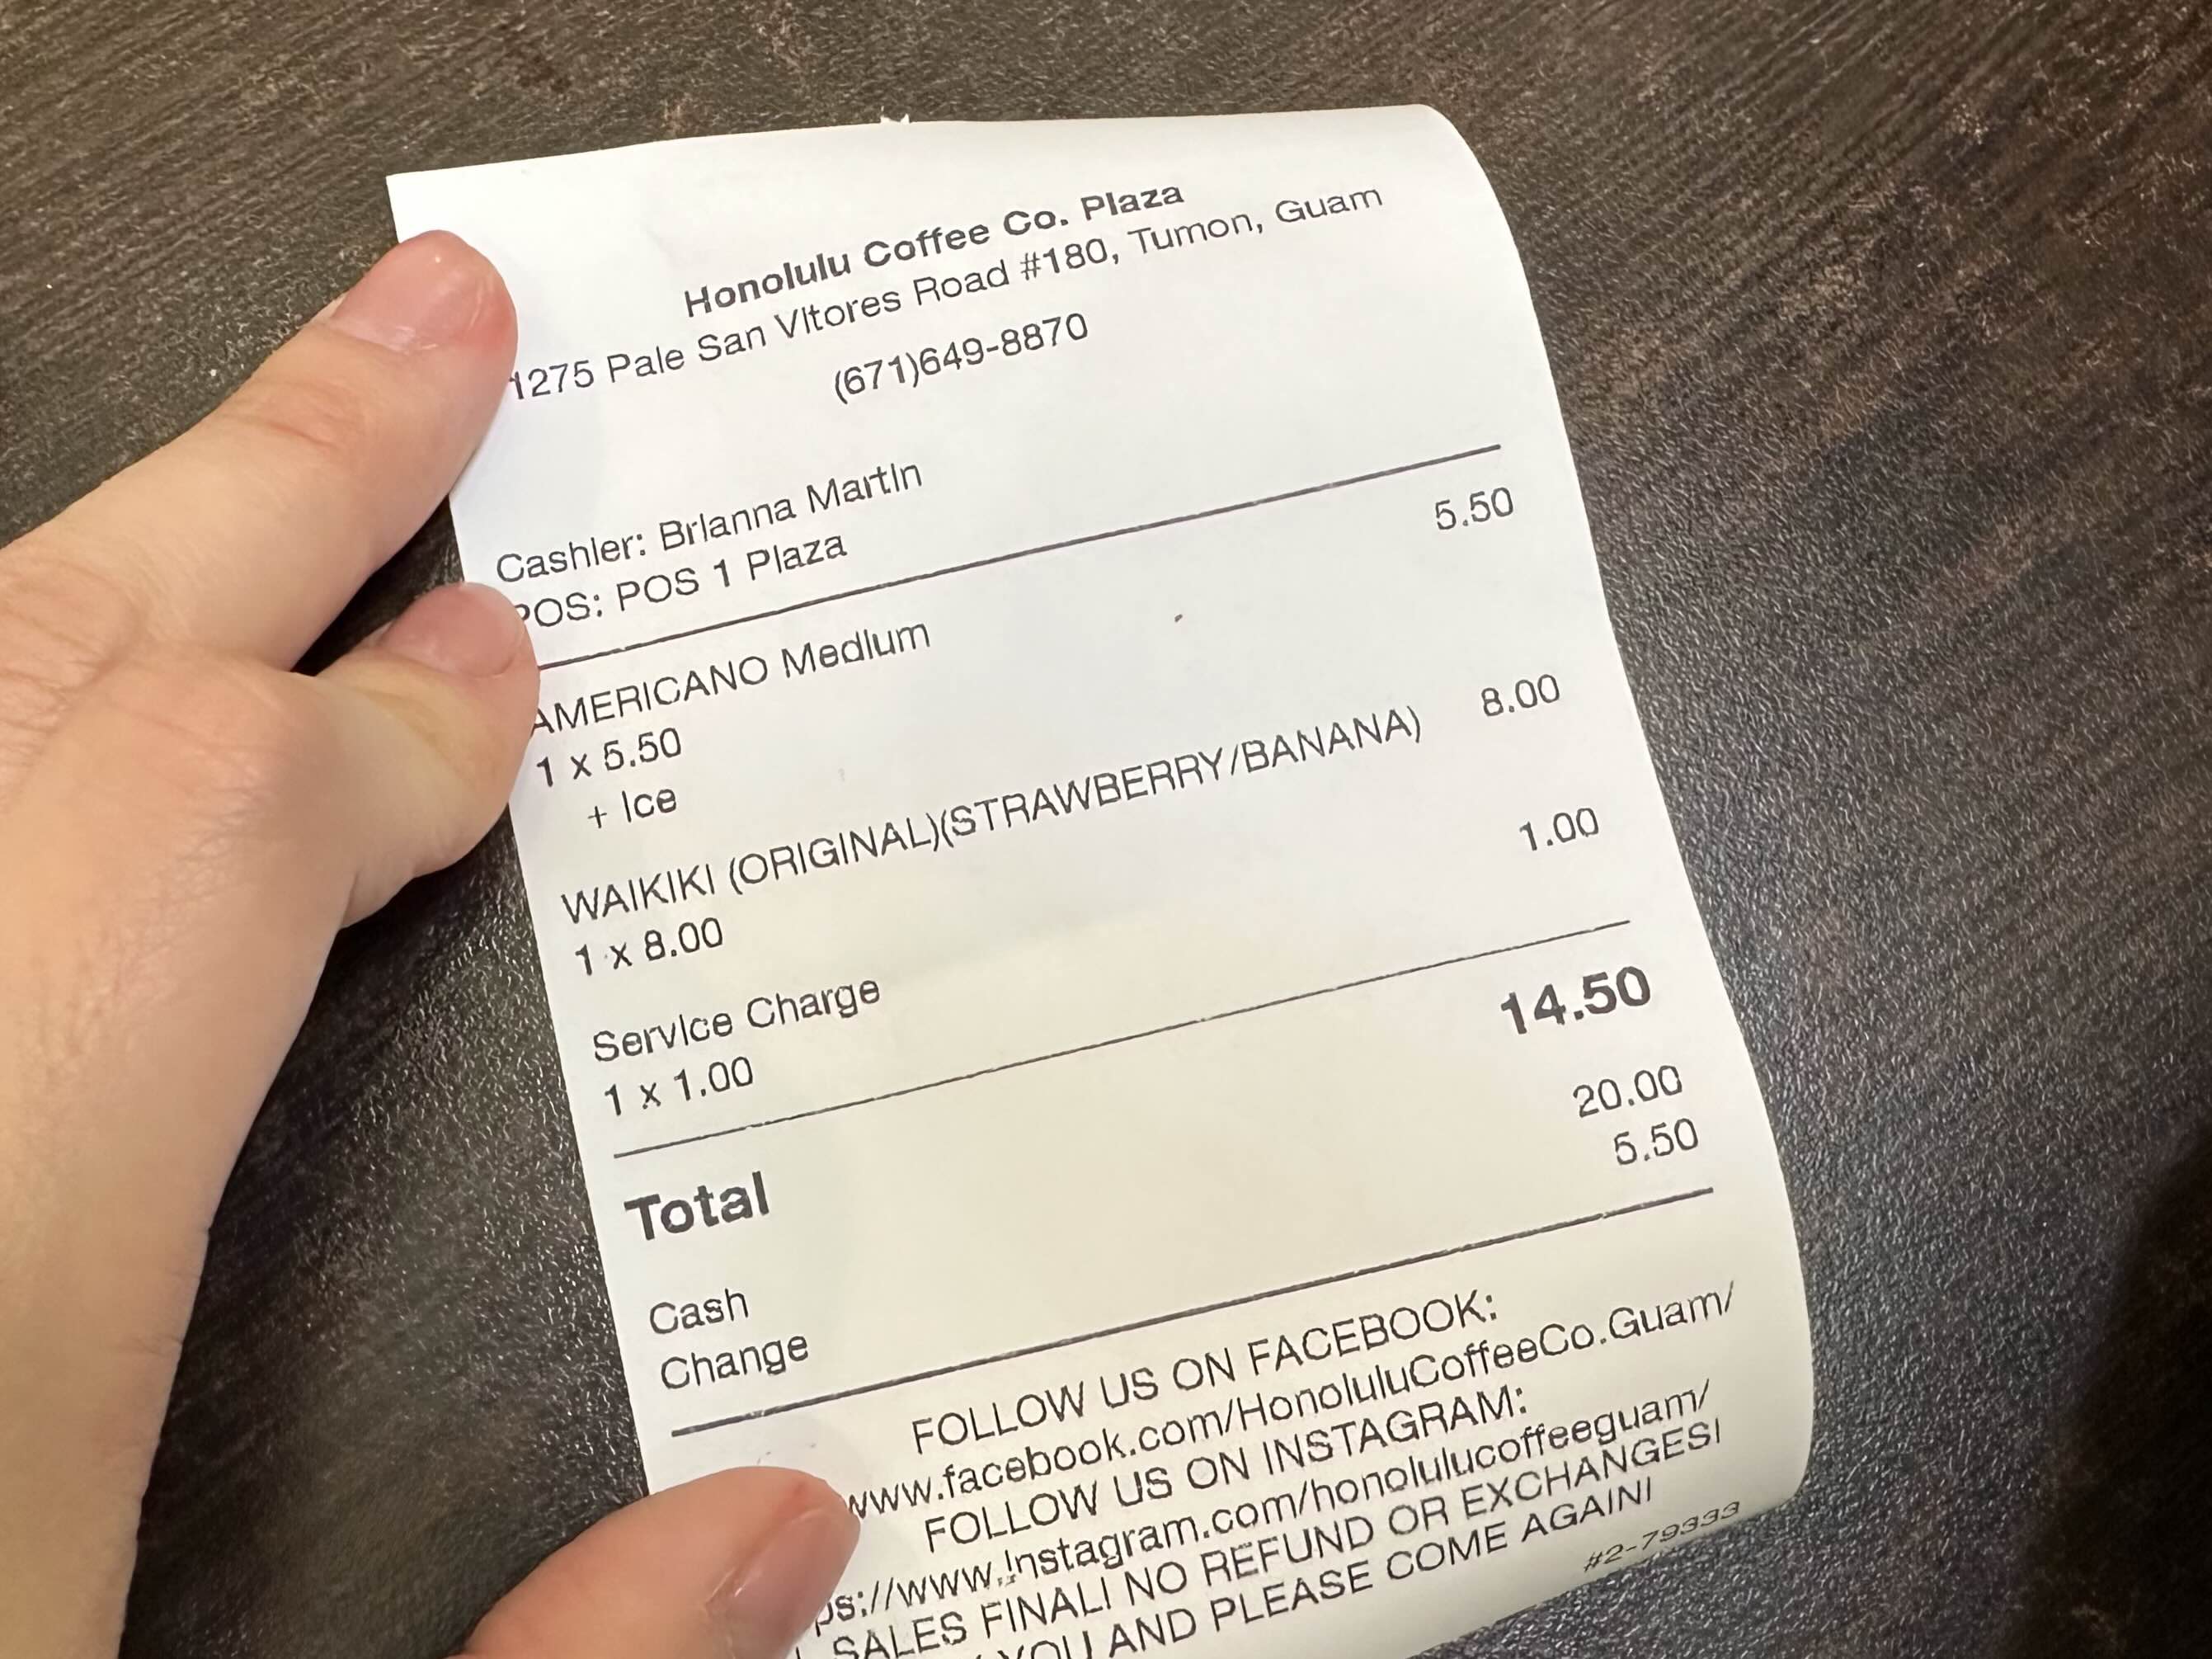 Honolulu Coffee Co. Plaza
1275 Pale San Vitores Road #180, Tumon, Guam
(671)649-8870
Cashier: Brianna Martin
POS: POS 1 Plaza
AMERICANO Medium 5.50
1 x 5.50
+ Ice
WAIKIKI (ORIGINAL)(STRAWBERRY/BANANA) 8.00
1 x 8.00
Service Charge 1.00
1 x 1.00
Total 14.50
Cash 20.00
Change 5.50
FOLLOW US ON FACEBOOK:
www.facebook.com/HonoluluCoffeeCo.Guam/
FOLLOW US ON INSTAGRAM:
ps://www.instagram.com/honolulucoffeeguam/
SALES FINAL! NO REFUND OR EXCHANGES!
YOU AND PLEASE COME AGAIN!
#2-79333